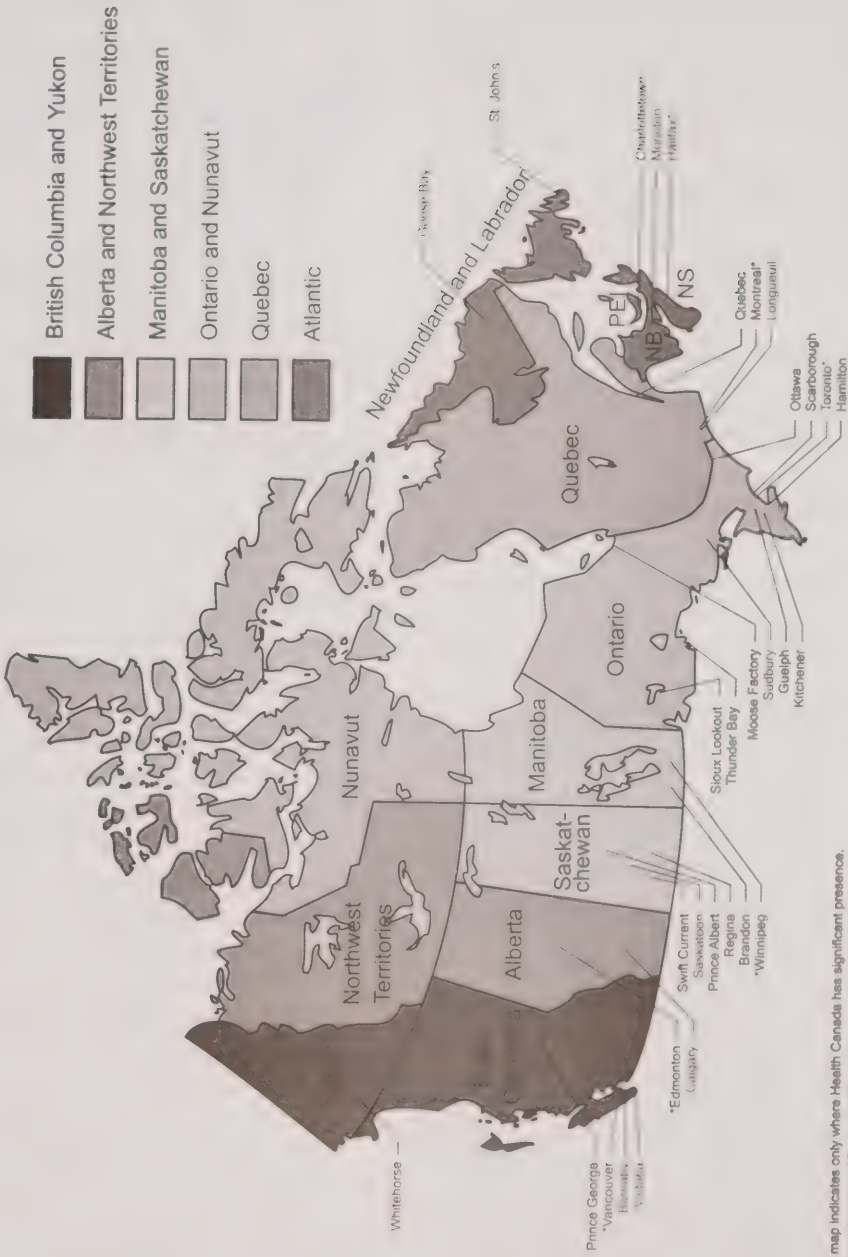 British Columbia and Yukon
Alberta and Northwest Territories
Manitoba and Saskatchewan
Ontario and Nunavut
Quebec
Atlantic
St. John's
Goose Bay
Newfoundland and Labrador
Charlottetown
Moncton
Halifax*
PE
NB
NS
Quebec
Montreal*
Longueuil
Ottawa
Scarborough
Toronto*
Hamilton
Quebec
Ontario
Nunavut
Manitoba
Saskat-
chewan
Northwest
Territories
Alberta
Moose Factory
Sudbury
Guelph
Kitchener
Sioux Lookout
Thunder Bay
Swift Current
Saskatoon
Prince Albert
Regina
Brandon
*Winnipeg
*Edmonton
Calgary
Whitehorse
Prince George
*Vancouver
map indicates only where Health Canada has significant presence.